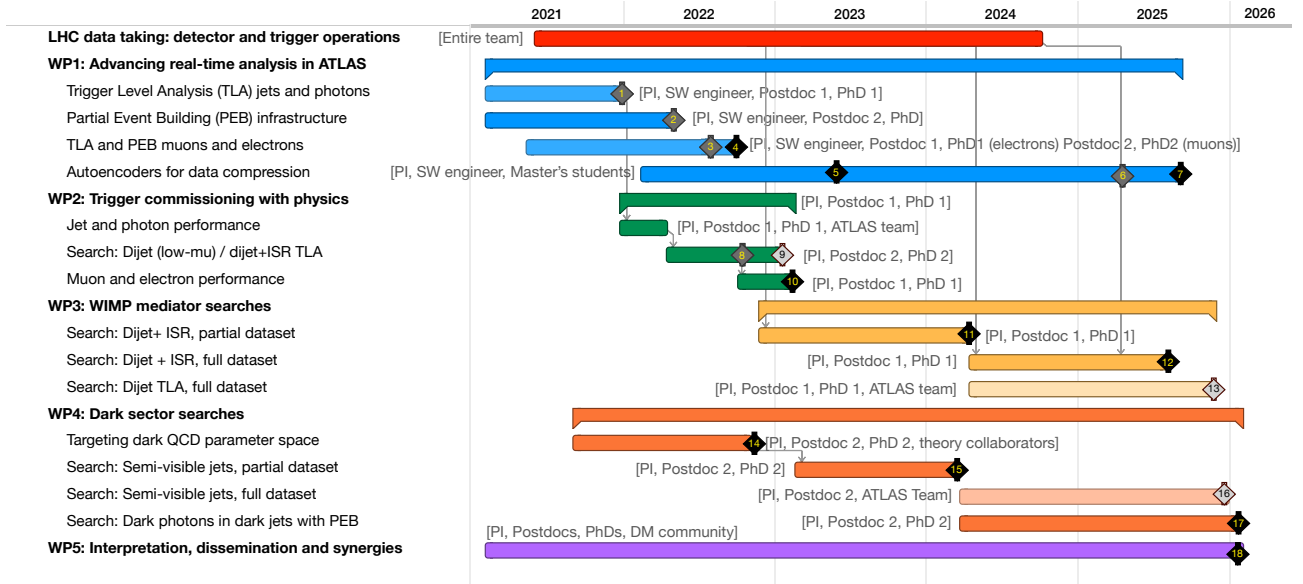 2021 2022 2023 2024 2025 2026
LHC data taking: detector and trigger operations [Entire team]
WP1: Advancing real-time analysis in ATLAS
Trigger Level Analysis (TLA) jets and photons 1 [PI, SW engineer, Postdoc 1, PhD 1]
Partial Event Building (PEB) infrastructure 2 [PI, SW engineer, Postdoc 2, PhD]
TLA and PEB muons and electrons 3 4 [PI, SW engineer, Postdoc 1, PhD1 (electrons) Postdoc 2, PhD2 (muons)]
Autoencoders for data compression [PI, SW engineer, Master's students] 5 6 7
WP2: Trigger commissioning with physics [PI, Postdoc 1, PhD 1]
Jet and photon performance [PI, Postdoc 1, PhD 1, ATLAS team]
Search: Dijet (low-mu) / dijet+ISR TLA 8 9 [PI, Postdoc 2, PhD 2]
Muon and electron performance 10 [PI, Postdoc 1, PhD 1]
WP3: WIMP mediator searches
Search: Dijet+ ISR, partial dataset 11 [PI, Postdoc 1, PhD 1]
Search: Dijet + ISR, full dataset [PI, Postdoc 1, PhD 1] 12
Search: Dijet TLA, full dataset [PI, Postdoc 1, PhD 1, ATLAS team] 13
WP4: Dark sector searches
Targeting dark QCD parameter space 14 [PI, Postdoc 2, PhD 2, theory collaborators]
Search: Semi-visible jets, partial dataset [PI, Postdoc 2, PhD 2] 15
Search: Semi-visible jets, full dataset [PI, Postdoc 2, ATLAS Team] 16
Search: Dark photons in dark jets with PEB [PI, Postdoc 2, PhD 2] 17
[PI, Postdocs, PhDs, DM community]
WP5: Interpretation, dissemination and synergies 18